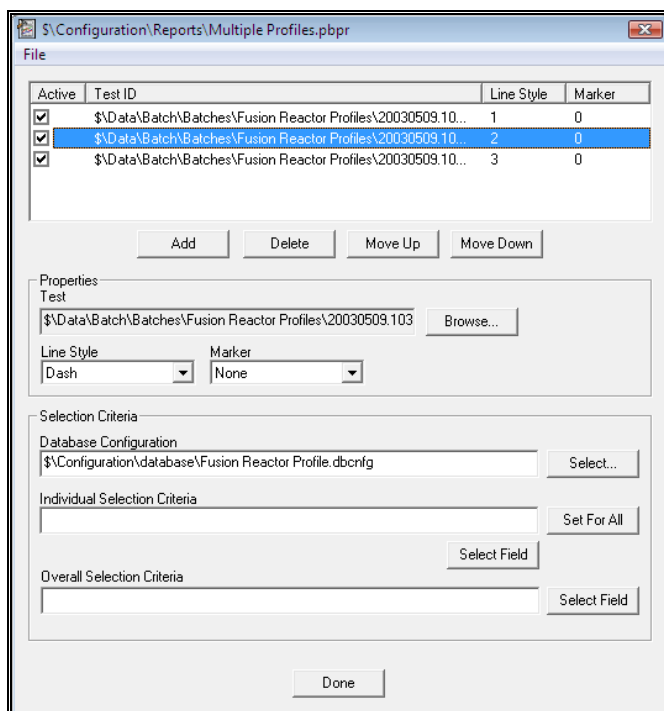 $\Configuration\Reports\Multiple Profiles.pbpr
File
Active Test ID Line Style Marker
$\Data\Batch\Batches\Fusion Reactor Profiles\20030509.10... 1 0
$\Data\Batch\Batches\Fusion Reactor Profiles\20030509.10... 2 0
$\Data\Batch\Batches\Fusion Reactor Profiles\20030509.10... 3 0
Add Delete Move Up Move Down
Properties
Test
$\Data\Batch\Batches\Fusion Reactor Profiles\20030509.103 Browse...
Line Style Marker
Dash None
Selection Criteria
Database Configuration
$\Configuration\database\Fusion Reactor Profile.dbcnfg Select...
Individual Selection Criteria
Set For All
Select Field
Overall Selection Criteria
Select Field
Done